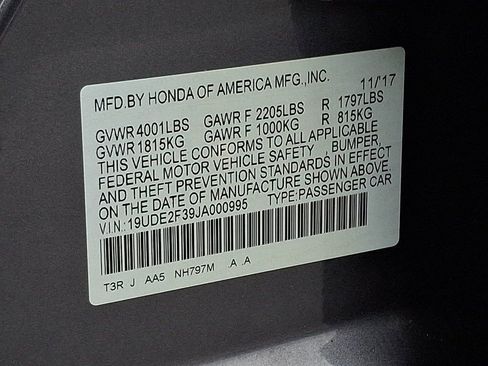 MFD.BY HONDA OF AMERICA MFG.,INC. 11/'17
GVWR 4001LBS GAWR F 2205LBS R 1797LBS
GVWR 1815KG GAWR F 1000KG R 815KG
THIS VEHICLE CONFORMS TO ALL APPLICABLE
FEDERAL MOTOR VEHICLE SAFETY , BUMPER,
AND THEFT PREVENTION STANDARDS IN EFFECT
ON THE DATE OF MANUFACTURE SHOWN ABOVE.
V.I.N.: 19UDE2F39JA000995 TYPE:PASSENGER CAR
T3R J AA5 NH797M .A .A